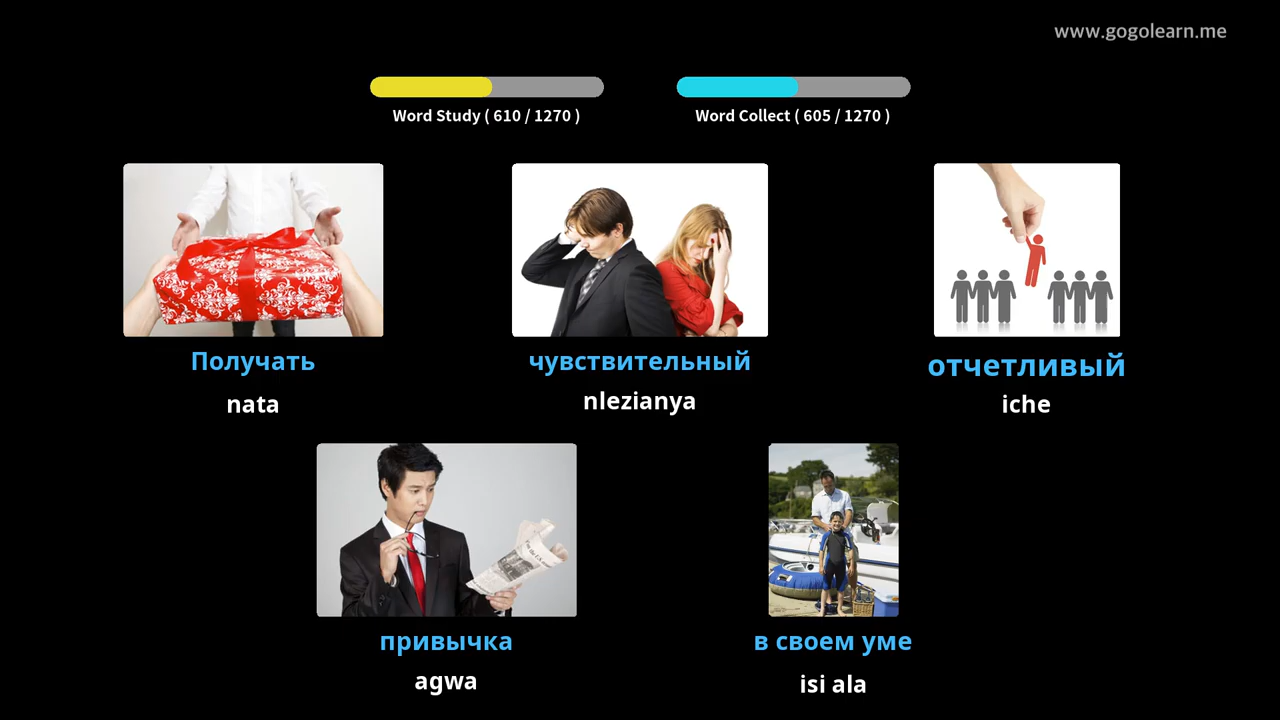 www.gogolearn.me
Word Study ( 610 / 1270 )
Word Collect ( 605 / 1270 )
Получать
чувствительный
отчетливый
nata
nlezianya
iche
привычка
в своем уме
agwa
isi ala